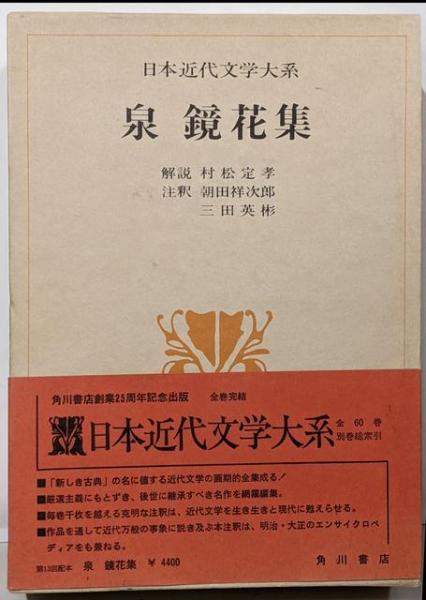 日本近代文学大系
泉 鏡花集
解説 村松定孝
注釈 朝田祥次郎
三田英彬
角川書店創業25周年記念出版 全巻完結
日本近代文学大系
全60巻
別巻総索引
■「新しき古典」の名に値する近代文学の画期的全集成る!
■厳選主義にもとずき、後世に継承すべき名作を網羅編集。
■毎巻千枚を越える克明な注釈は、近代文学を生き生きと現代に甦えらせる。
■作品を通して近代万般の事象に説き及ぶ本注釈は、明治・大正のエンサイクロペ
ディアをも兼ねる。
第13回配本 泉 鏡花集 ¥4400
角川書店